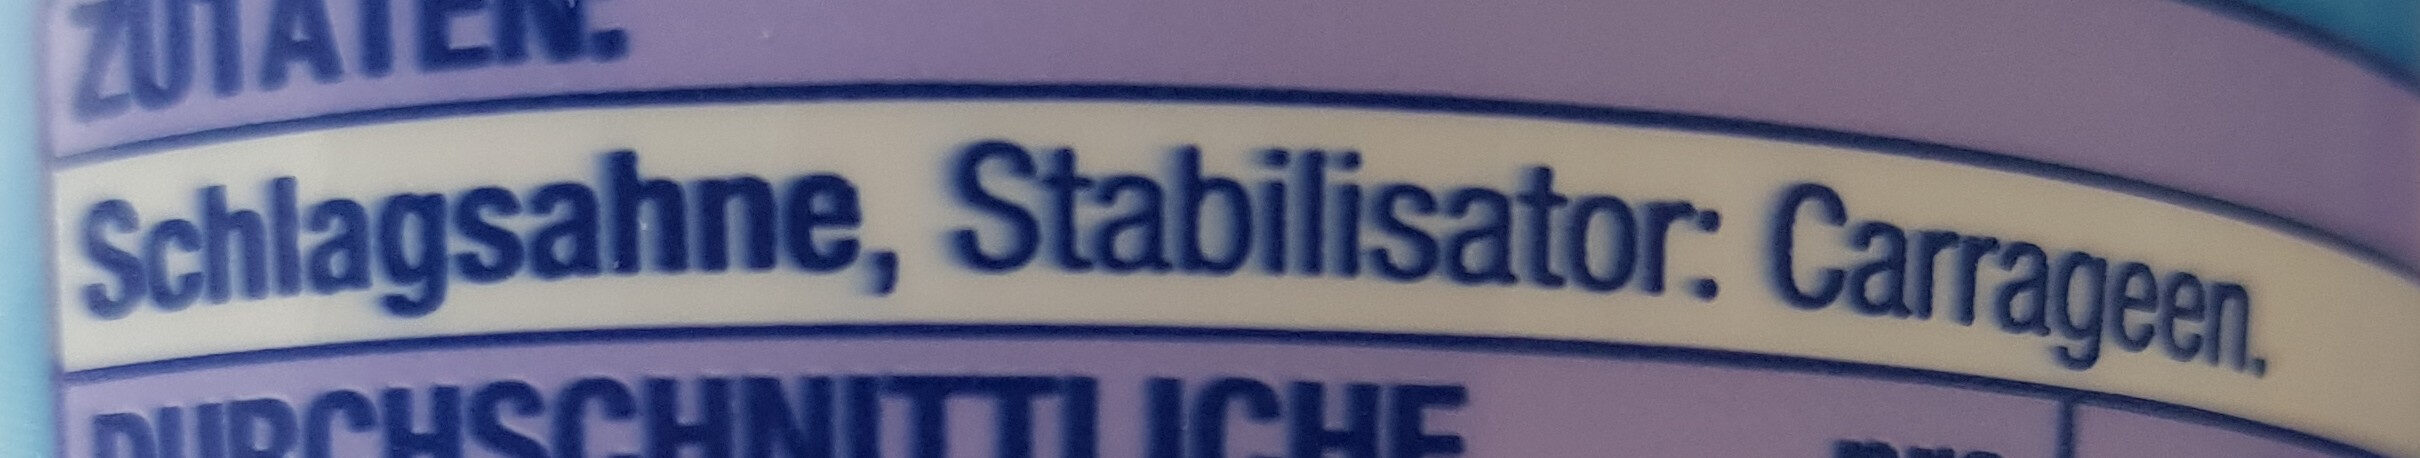 ZUTATEN:
Schlagsahne, Stabilisator: Carrageen.
DURCHSCHNITTLICHE